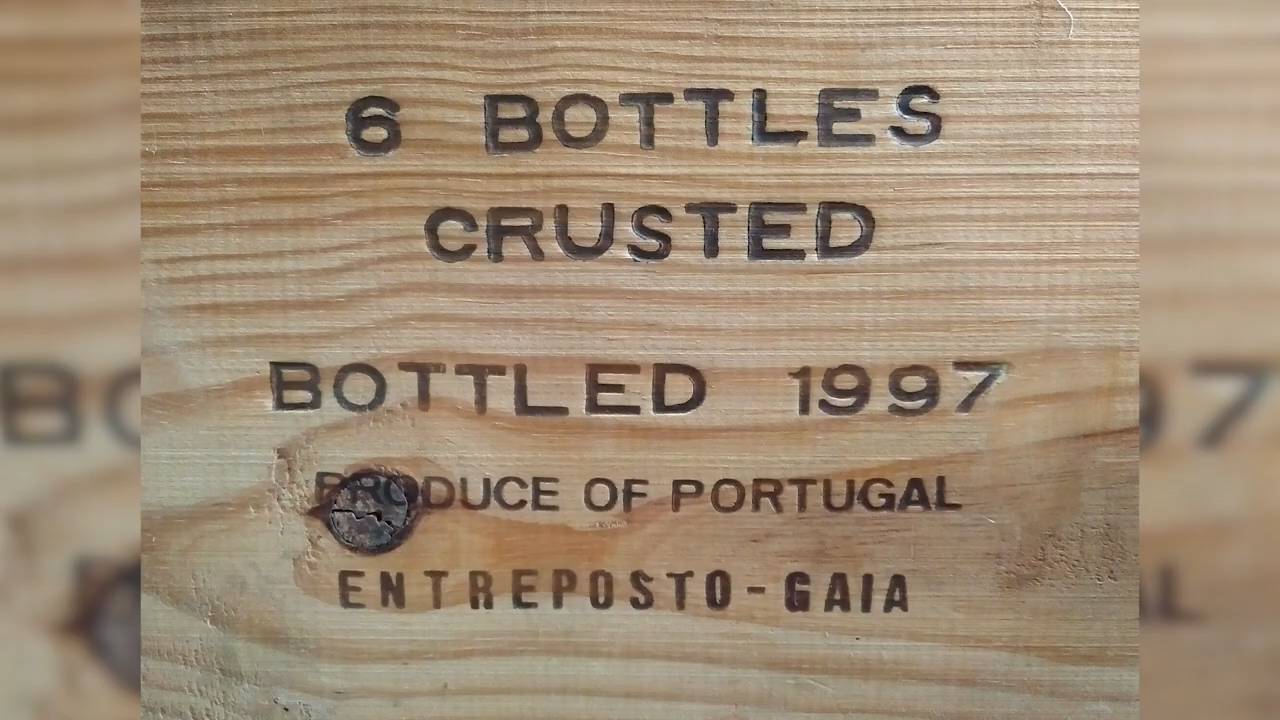 6 BOTTLES
CRUSTED
BOTTLED 1997
PRODUCE OF PORTUGAL
ENTREPOSTO-GAIA